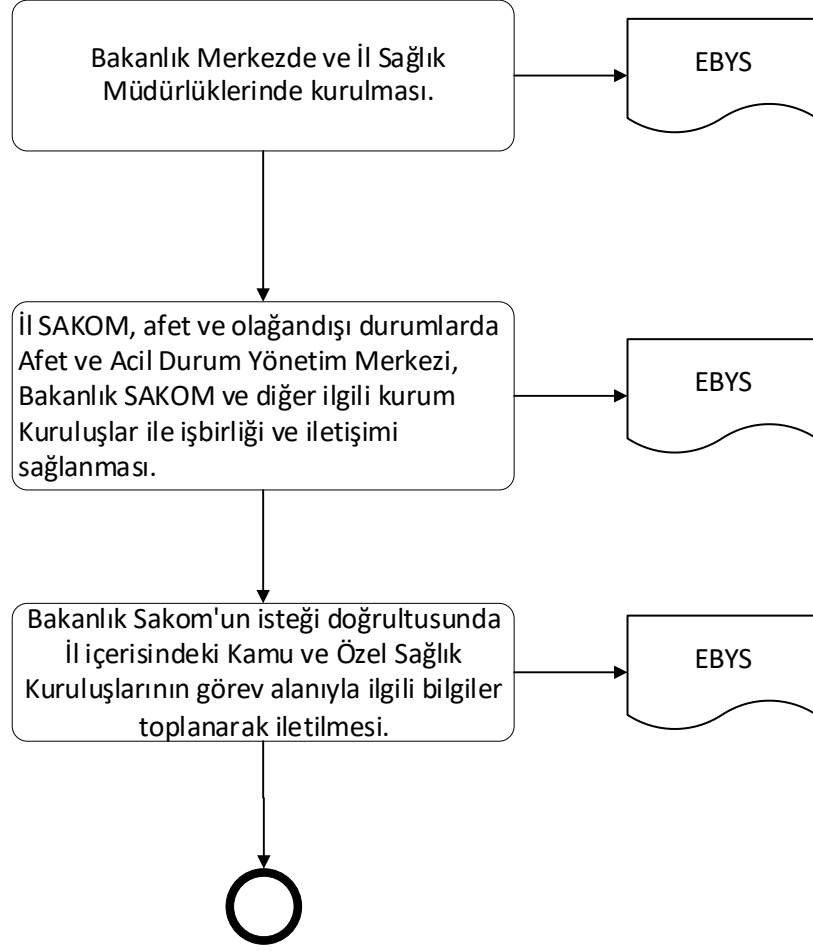 Bakanlık Merkezde ve İl Sağlık
Müdürlüklerinde kurulması.
EBYS
İl SAKOM, afet ve olağandışı durumlarda
Afet ve Acil Durum Yönetim Merkezi,
Bakanlık SAKOM ve diğer ilgili kurum
Kuruluşlar ile işbirliği ve iletişimi
sağlanması.
EBYS
Bakanlık Sakom'un isteği doğrultusunda
İl içerisindeki Kamu ve Özel Sağlık
Kuruluşlarının görev alanıyla ilgili bilgiler
toplanarak iletilmesi.
EBYS